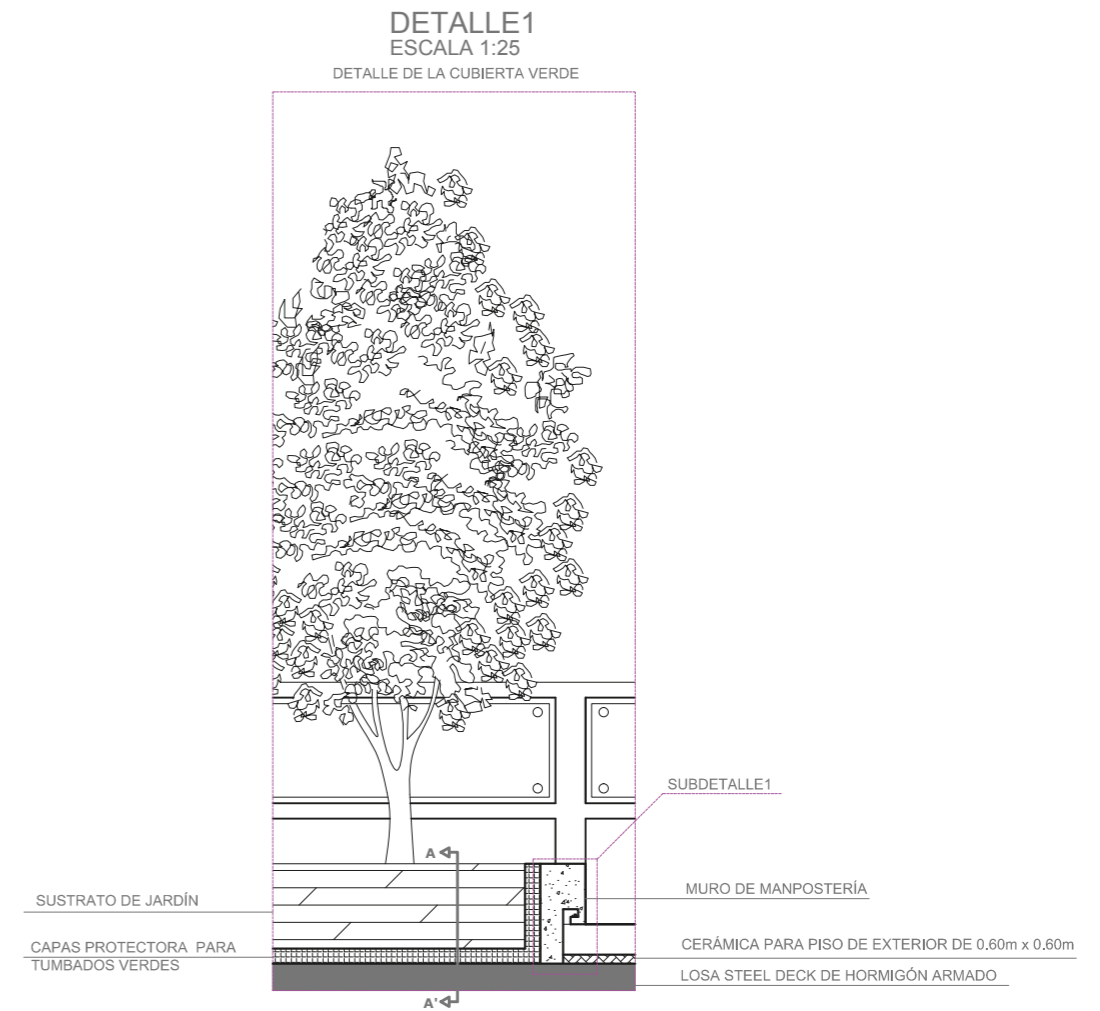 DETALLE1
ESCALA 1:25
DETALLE DE LA CUBIERTA VERDE
SUBDETALLE1
A
SUSTRATO DE JARDÍN
MURO DE MANPOSTERÍA
CAPAS PROTECTORA PARA
TUMBADOS VERDES
CERÁMICA PARA PISO DE EXTERIOR DE 0.60m x 0.60m
LOSA STEEL DECK DE HORMIGÓN ARMADO
A'